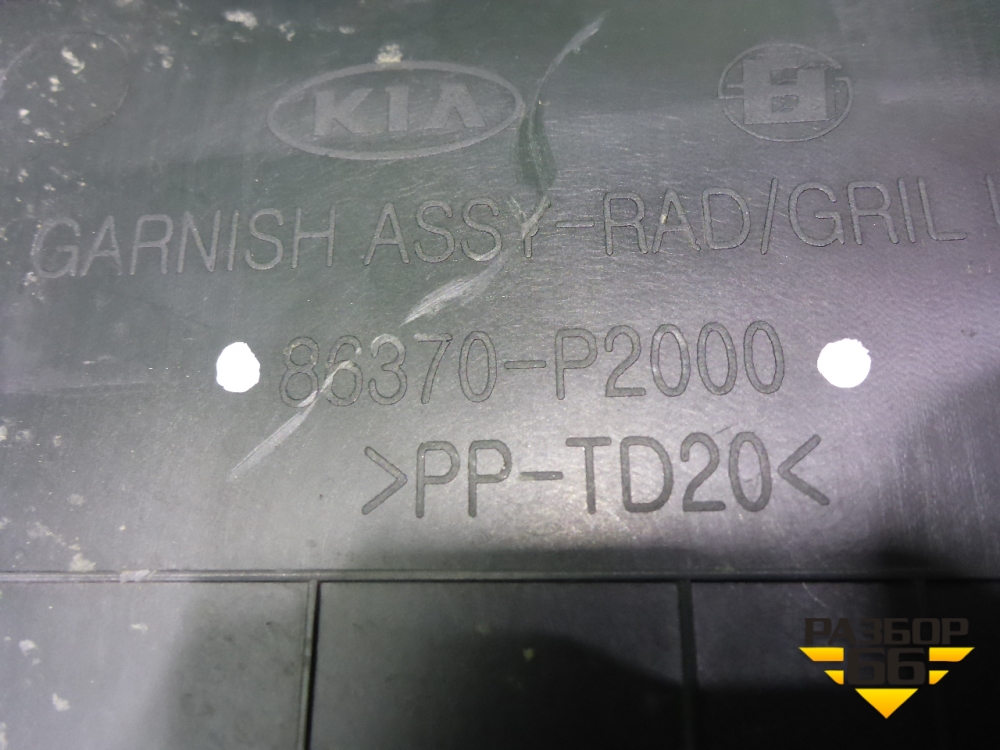 KIA
GARNISH ASSY-RAD/GRIL
86370-P2000
>PP-TD20<
РАЗБОР
66